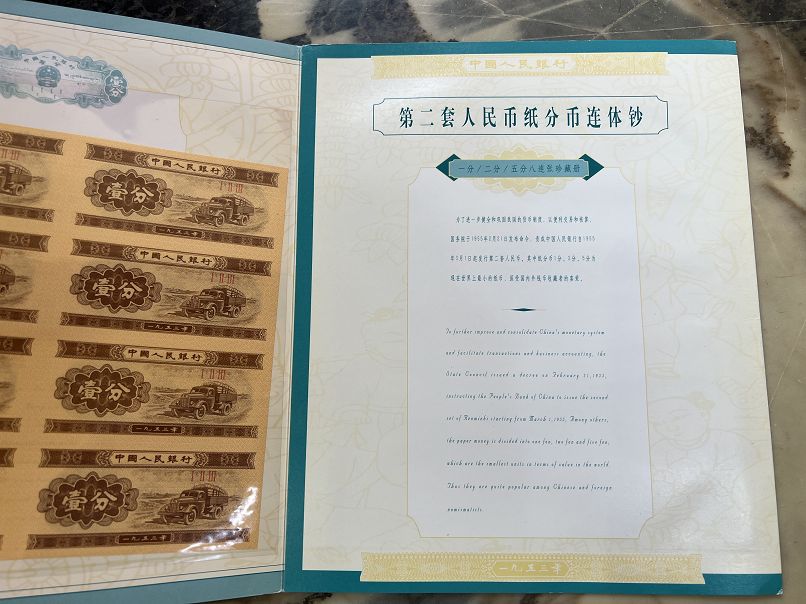 壹分
中國人民銀行
壹分
I II III
一九五三年
中國人民銀行
壹分
I II III
一九五三年
中國人民銀行
壹分
I II III
一九五三年
中國人民銀行
壹分
I II III
一九五三年
中國人民銀行
第二套人民币纸分币连体钞
一分/二分/五分八连张珍藏册
为了进一步健全和巩固我国的货币制度，以便利交易和核算，
国务院于1955年2月21日发布命令，责成中国人民银行自1955
年3月1日起发行第二套人民币。其中纸分币1分、2分、5分为
现在世界上最小的纸币，深受国内外钱币收藏者的喜爱。
To further improve and consolidate China's monetary system
and facilitate transactions and business accounting, the
State Council issued a decree on February 21,1955,
instructing the People's Bank of China to issue the second
set of Renminbi starting from March 1,1955. Among others,
the paper money is divided into one fen, two fen and five fen,
which are the smallest units in terms of value in the world.
Thus they are quite popular among Chinese and foreign
numismatists.
一九五三年